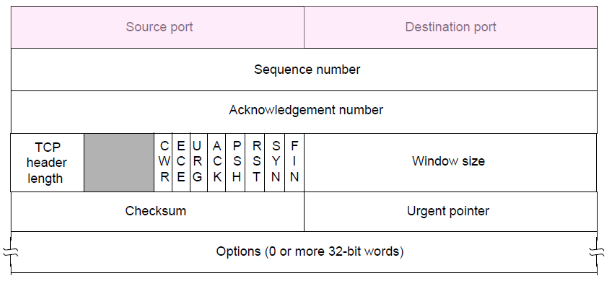 Source port Destination port
Sequence number
Acknowledgement number
TCP header length CWR ECE URG ACK PSH RST SYN FIN Window size
Checksum Urgent pointer
Options (0 or more 32-bit words)